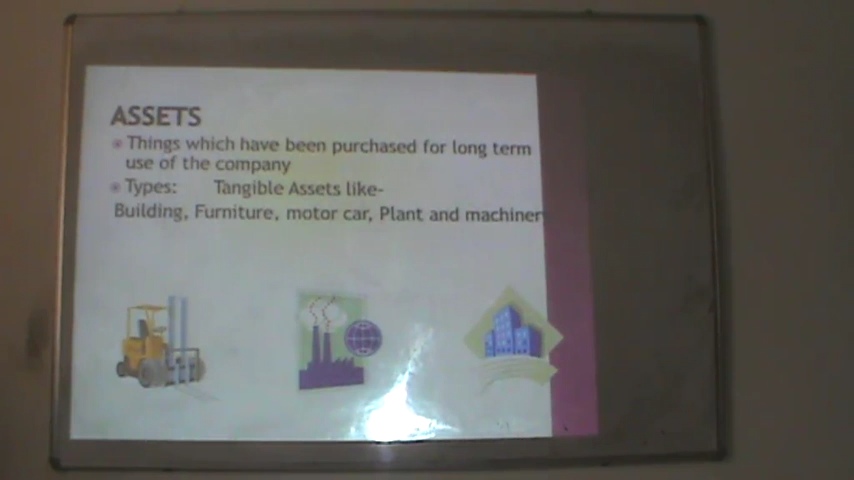 ASSETS
Things which have been purchased for long term
use of the company
Types: Tangible Assets like-
Building, Furniture, motor car, Plant and machiner